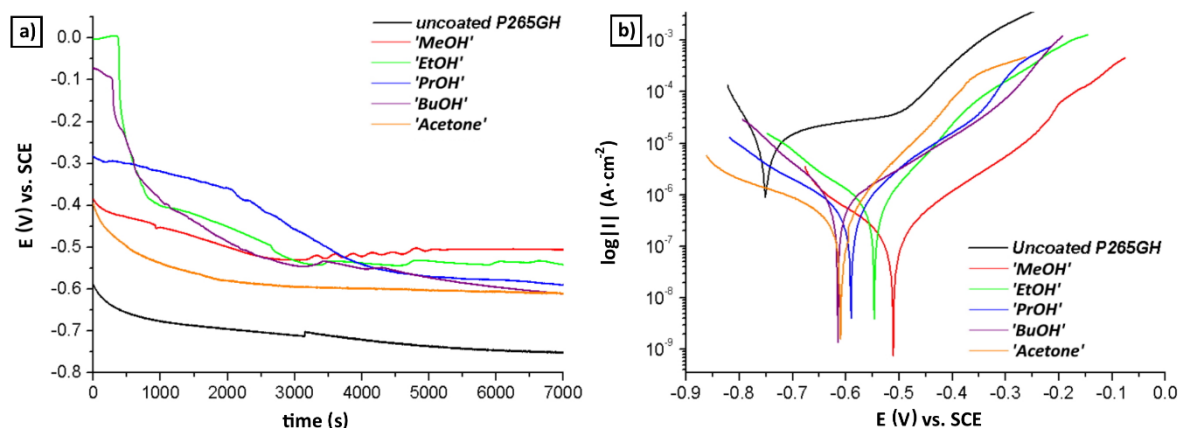 a)
uncoated P265GH
'MeOH'
'EtOH'
'PrOH'
'BuOH'
'Acetone'
E (V) vs. SCE
0.0
-0.1
-0.2
-0.3
-0.4
-0.5
-0.6
-0.7
-0.8
0 1000 2000 3000 4000 5000 6000 7000
time (s)
b)
log|I| (A·cm⁻²)
10⁻³
10⁻⁴
10⁻⁵
10⁻⁶
10⁻⁷
10⁻⁸
10⁻⁹
Uncoated P265GH
'MeOH'
'EtOH'
'PrOH'
'BuOH'
'Acetone'
-0.9 -0.8 -0.7 -0.6 -0.5 -0.4 -0.3 -0.2 -0.1 0.0
E (V) vs. SCE